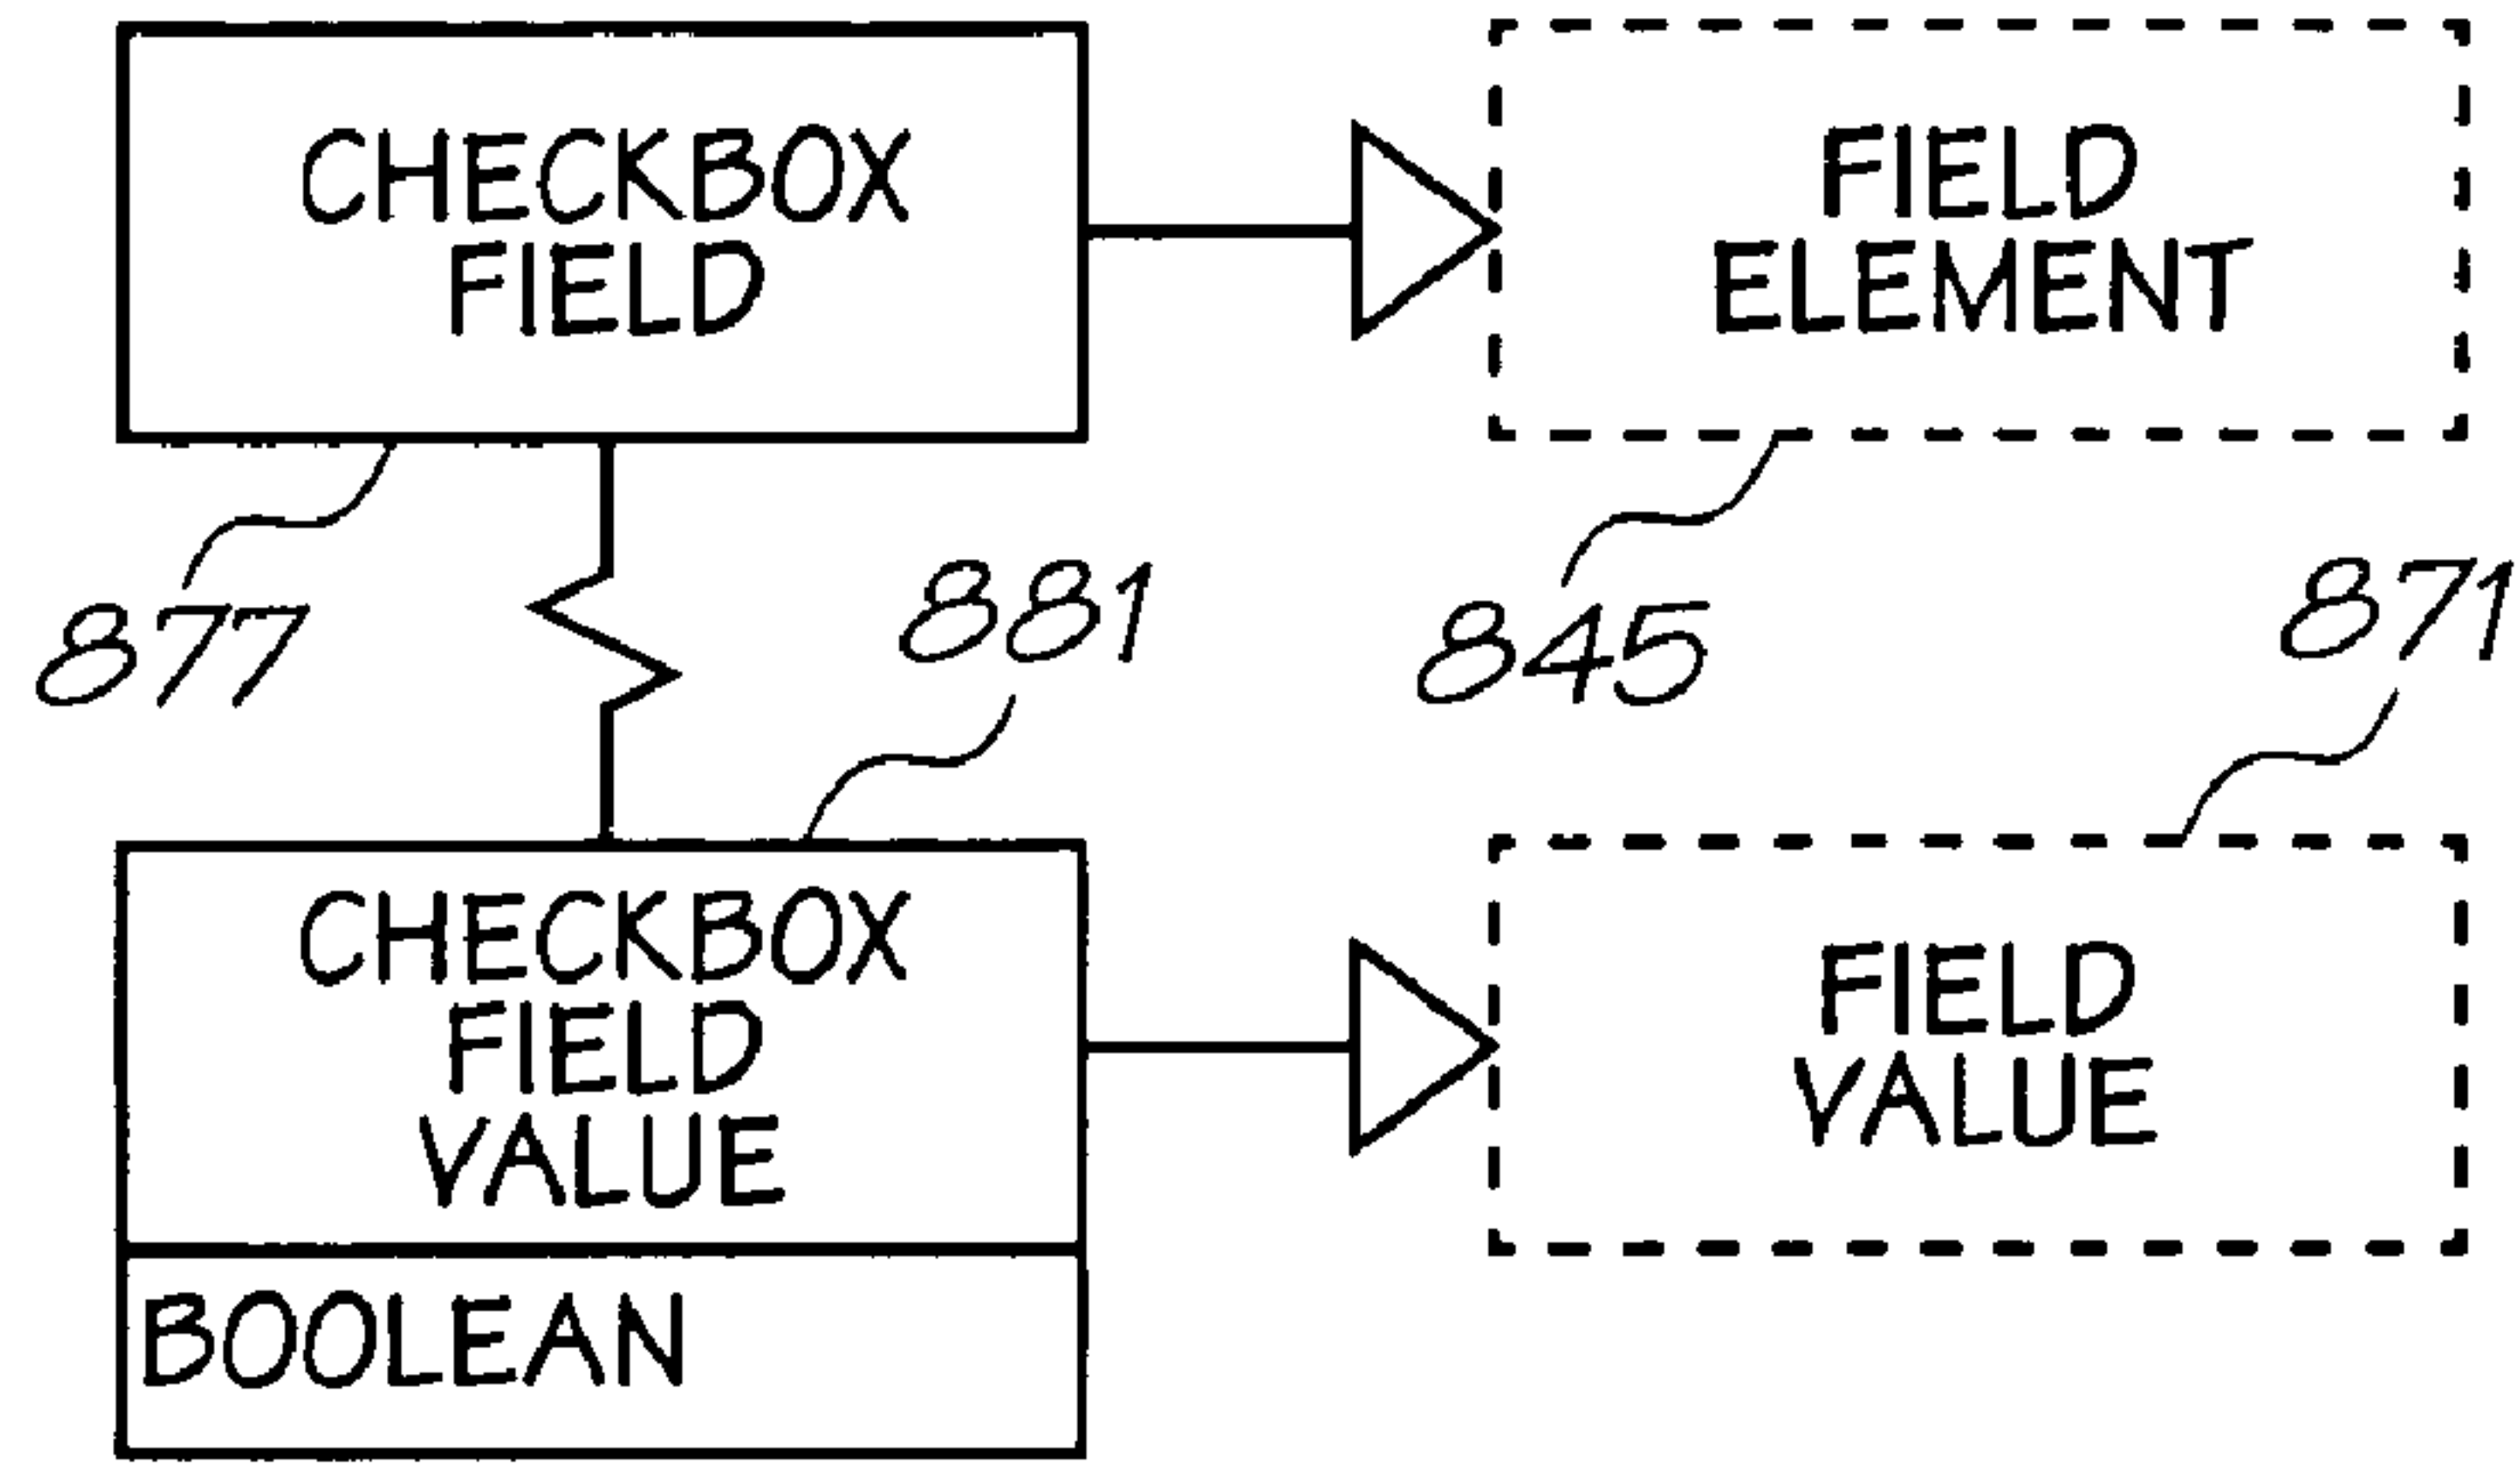 CHECKBOX
FIELD
FIELD
ELEMENT
877
881
845
871
CHECKBOX
FIELD
VALUE
BOOLEAN
FIELD
VALUE